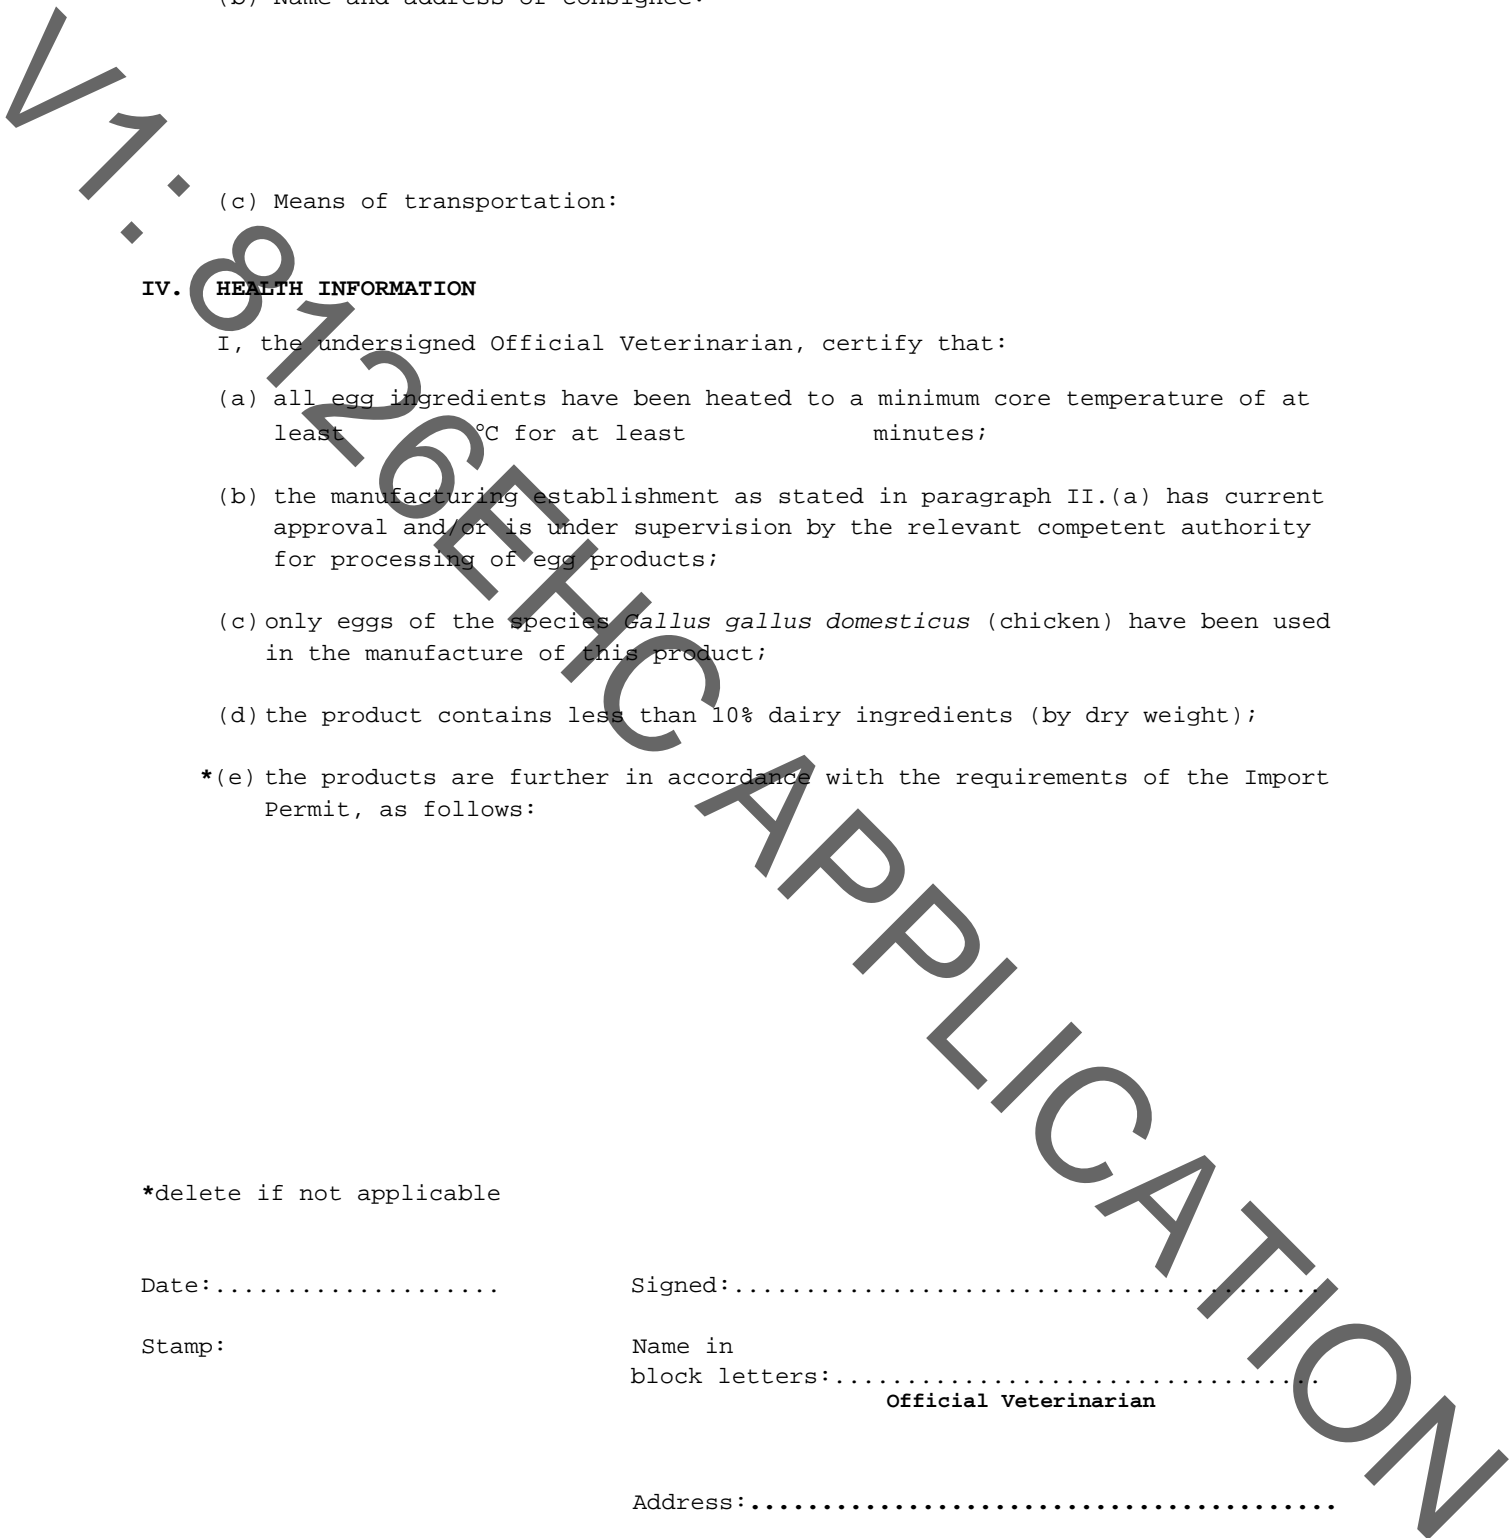 (b) Name and address of consignee:
(c) Means of transportation:
IV. HEALTH INFORMATION
I, the undersigned Official Veterinarian, certify that:
(a) all egg ingredients have been heated to a minimum core temperature of at
least °C for at least minutes;
(b) the manufacturing establishment as stated in paragraph II.(a) has current
approval and/or is under supervision by the relevant competent authority
for processing of egg products;
(c) only eggs of the species Gallus gallus domesticus (chicken) have been used
in the manufacture of this product;
(d) the product contains less than 10% dairy ingredients (by dry weight);
*(e) the products are further in accordance with the requirements of the Import
Permit, as follows:
*delete if not applicable
Date:.................... Signed:.........................................
Stamp: Name in
block letters:..................................
Official Veterinarian
Address:.........................................
V1: 8126EHC APPLICATION